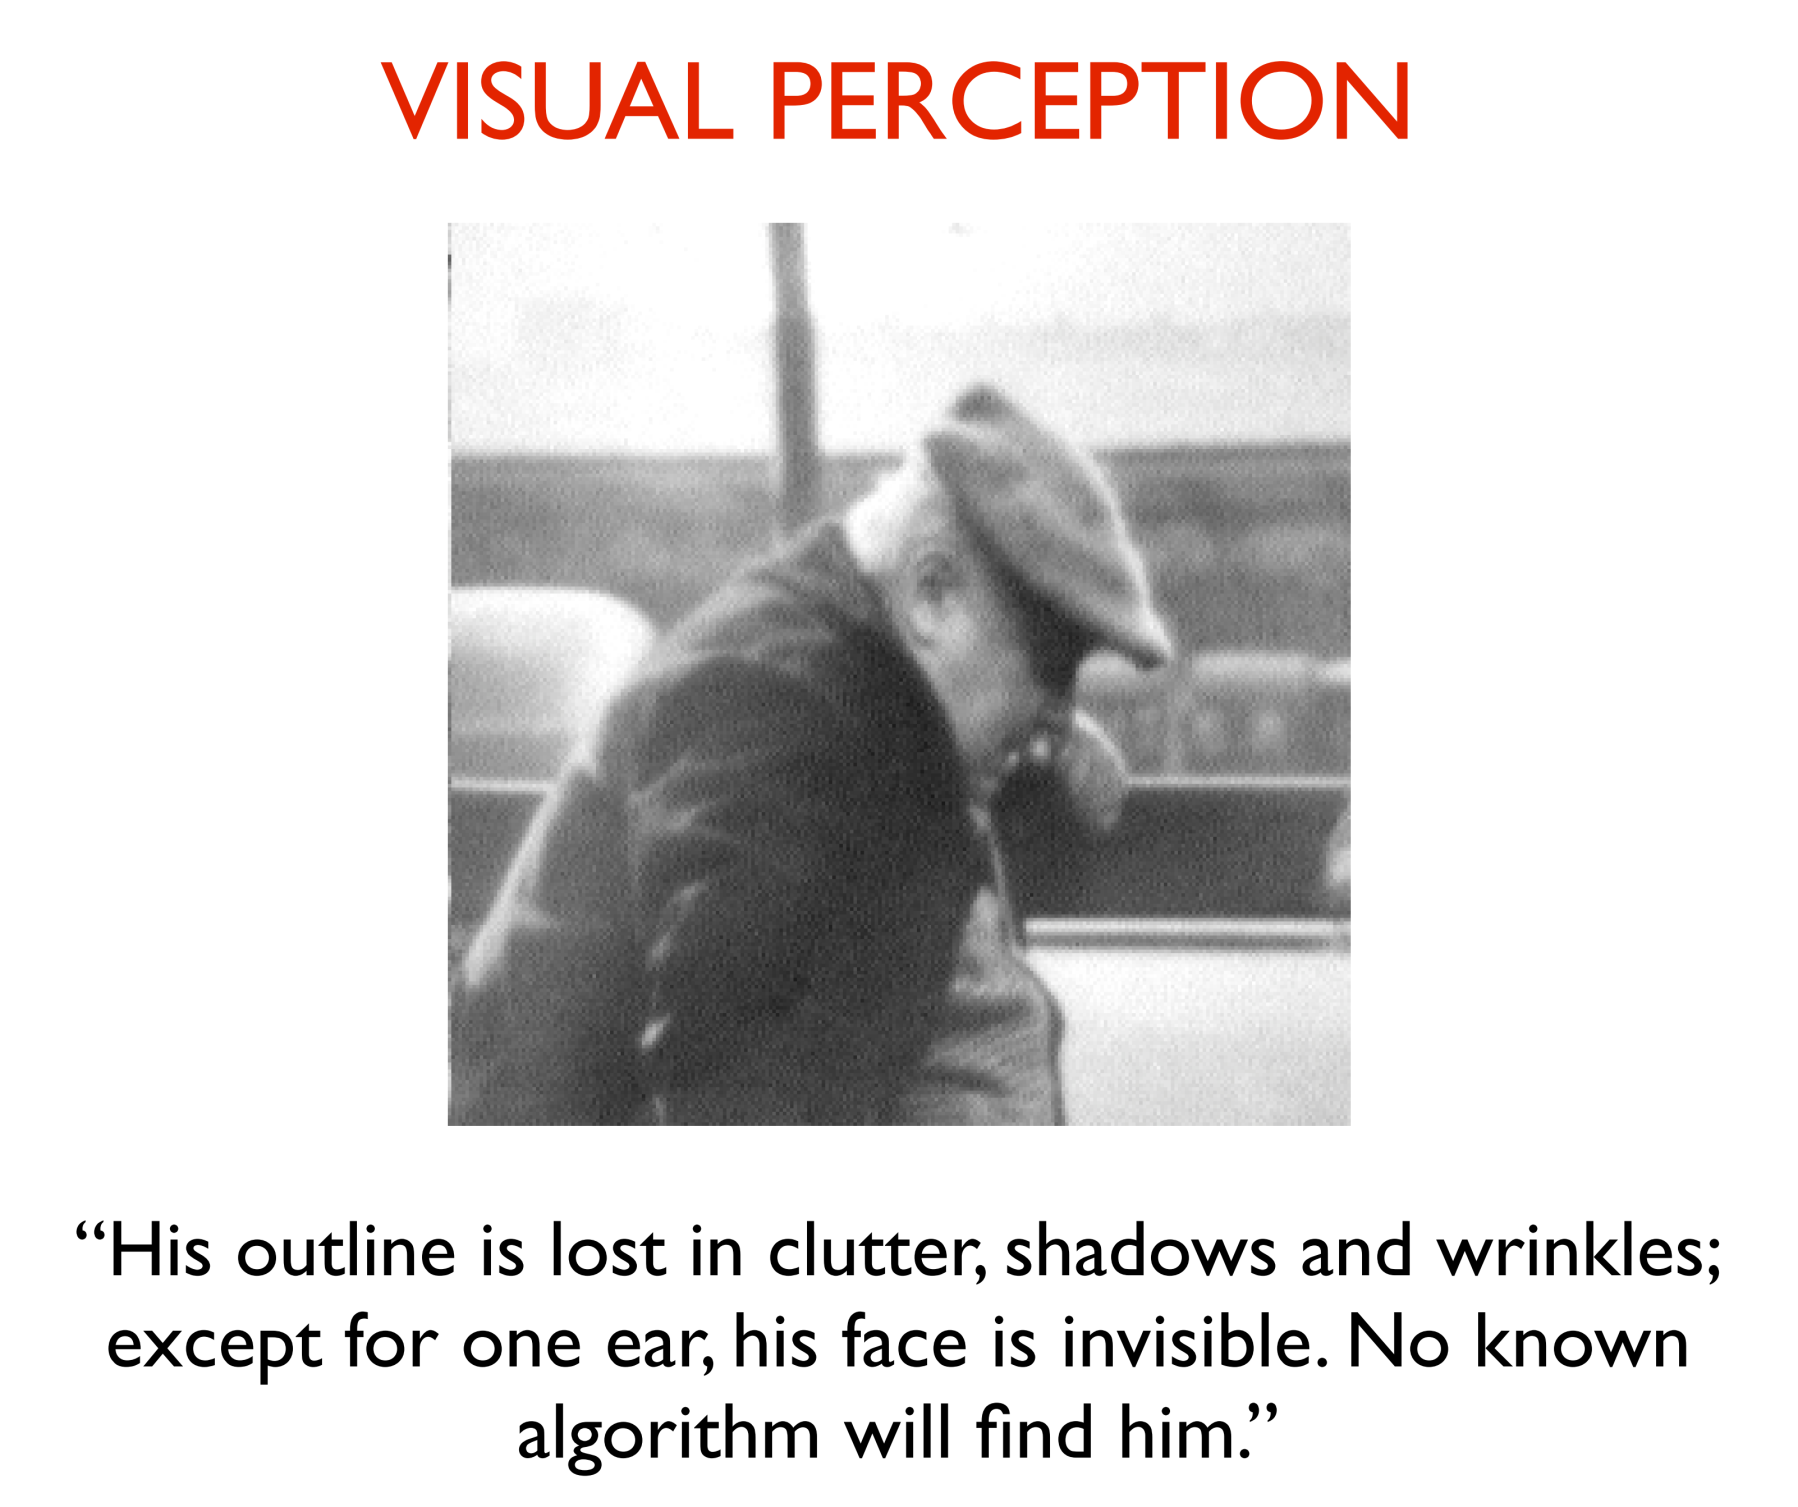 VISUAL PERCEPTION
“His outline is lost in clutter, shadows and wrinkles;
except for one ear, his face is invisible. No known
algorithm will find him.”